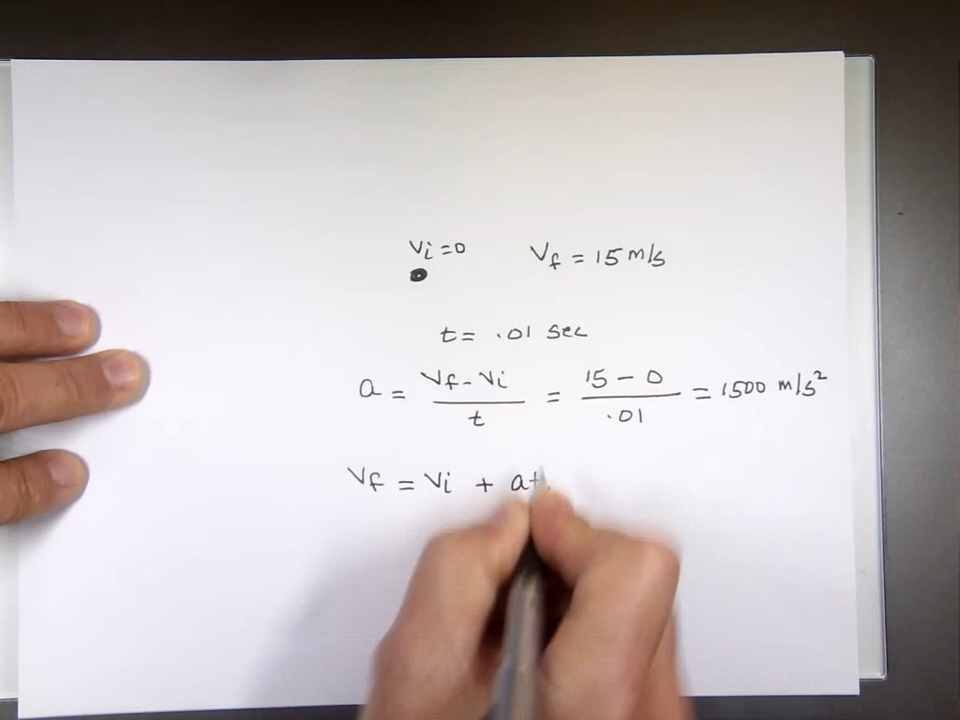 Vi = 0 Vf = 15 m/s
t = .01 sec
a = (Vf - Vi) / t = (15 - 0) / .01 = 1500 m/s²
Vf = Vi + at